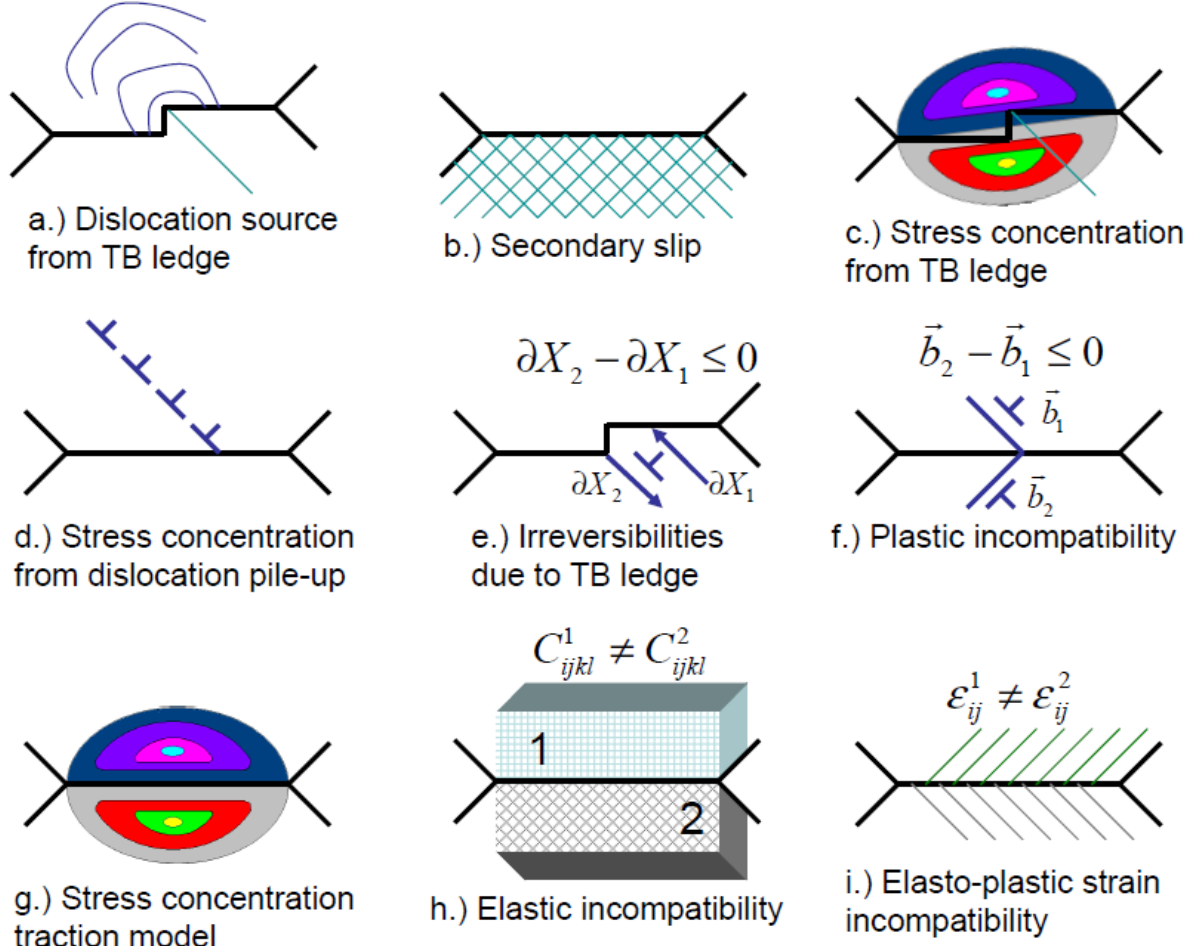 a.) Dislocation source
from TB ledge
b.) Secondary slip
c.) Stress concentration
from TB ledge
d.) Stress concentration
from dislocation pile-up
∂X₂ − ∂X₁ ≤ 0
∂X₂
∂X₁
e.) Irreversibilities
due to TB ledge
b⃗₂ − b⃗₁ ≤ 0
b⃗₁
b⃗₂
f.) Plastic incompatibility
g.) Stress concentration
traction model
C¹ᵢⱼₖₗ ≠ C²ᵢⱼₖₗ
1
2
h.) Elastic incompatibility
ε¹ᵢⱼ ≠ ε²ᵢⱼ
i.) Elasto-plastic strain
incompatibility